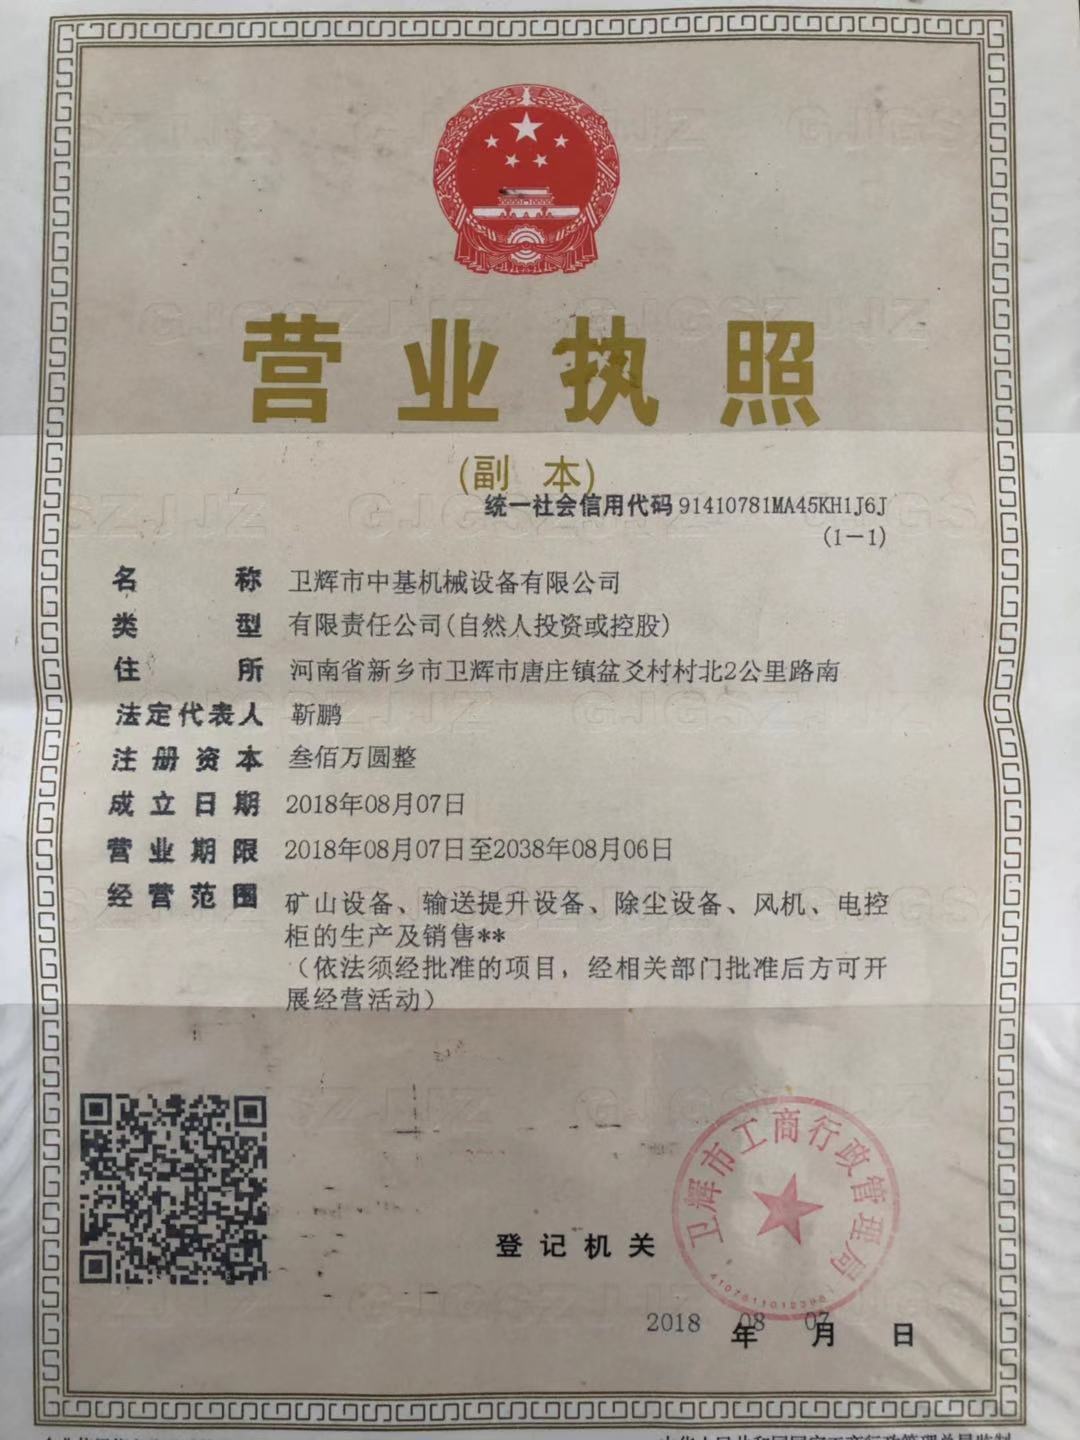 营业执照
(副 本)
统一社会信用代码 91410781MA45KH1J6J
(1-1)
名 称 卫辉市中基机械设备有限公司
类 型 有限责任公司(自然人投资或控股)
住 所 河南省新乡市卫辉市唐庄镇盆爻村村北2公里路南
法定代表人 靳鹏
注册资本 叁佰万圆整
成立日期 2018年08月07日
营业期限 2018年08月07日至2038年08月06日
经营范围 矿山设备、输送提升设备、除尘设备、风机、电控
柜的生产及销售**
(依法须经批准的项目，经相关部门批准后方可开
展经营活动)
卫辉市工商行政管理局
登记机关
2018年08月07日